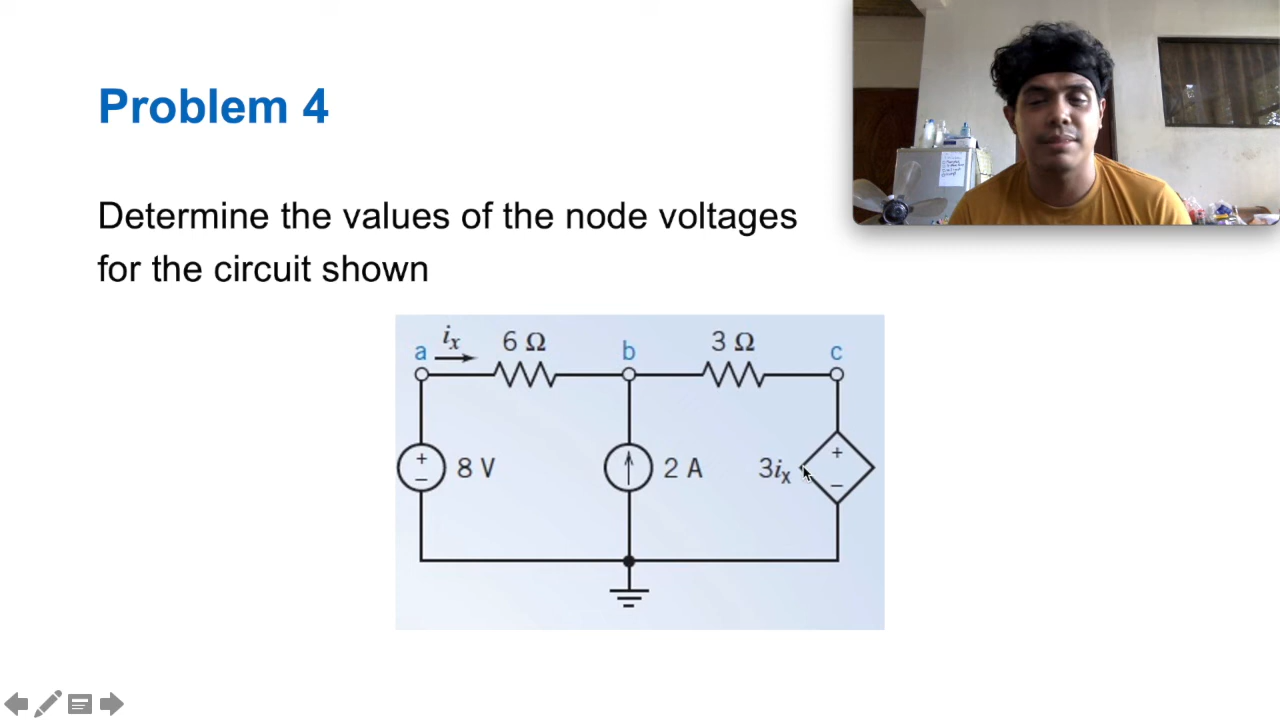 Problem 4
Determine the values of the node voltages
for the circuit shown
a iₓ 6 Ω b 3 Ω c
+ − 8 V 2 A 3iₓ + −